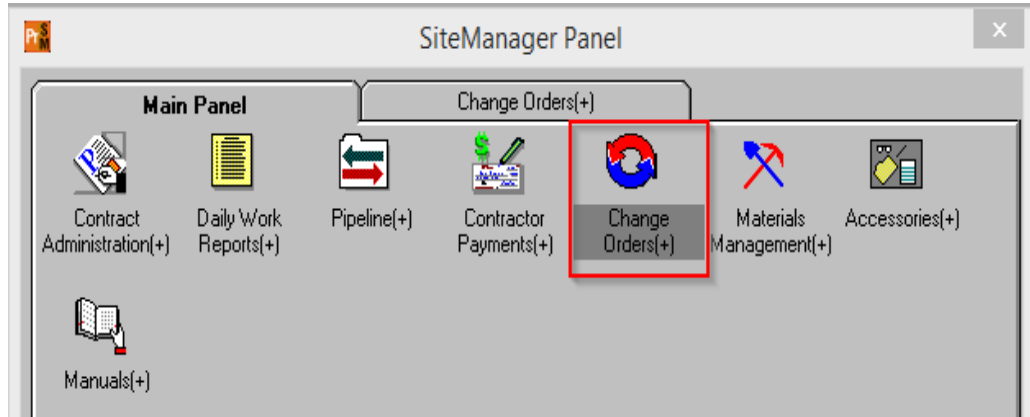 SiteManager Panel
Main Panel
Change Orders(+)
Contract
Administration(+)
Daily Work
Reports(+)
Pipeline(+)
Contractor
Payments(+)
Change
Orders(+)
Materials
Management(+)
Accessories(+)
Manuals(+)